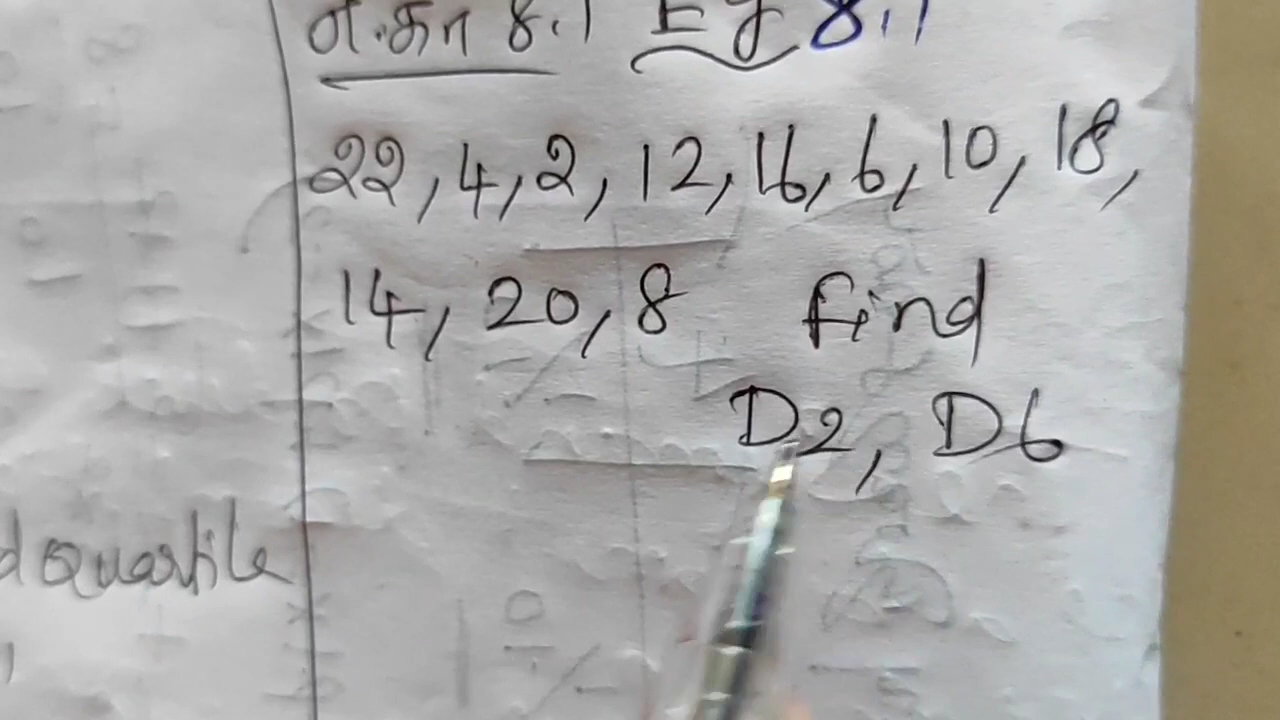 எ.கா 8.1 Eg 8.1
22, 4, 2, 12, 16, 6, 10, 18,
14, 20, 8 find
D2, D6
d Quartile